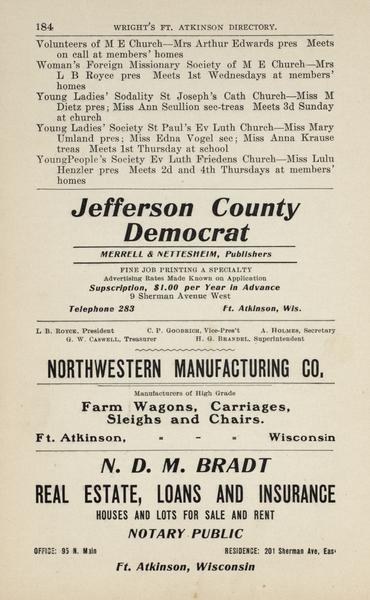 184 WRIGHT'S FT. ATKINSON DIRECTORY.
Volunteers of M E Church—Mrs Arthur Edwards pres Meets
on call at members' homes
Woman's Foreign Missionary Society of M E Church—Mrs
L B Royce pres Meets 1st Wednesdays at members'
homes
Young Ladies' Sodality St Joseph's Cath Church—Miss M
Dietz pres; Miss Ann Scullion sec-treas Meets 3d Sunday
at church
Young Ladies' Society St Paul's Ev Luth Church—Miss Mary
Umland pres; Miss Edna Vogel sec; Miss Anna Krause
treas Meets 1st Thursday at school
YoungPeople's Society Ev Luth Friedens Church—Miss Lulu
Henzler pres Meets 2d and 4th Thursdays at members'
homes
Jefferson County
Democrat
MERRELL & NETTESHEIM, Publishers
FINE JOB PRINTING A SPECIALTY
Advertising Rates Made Known on Application
Supscription, $1.00 per Year in Advance
9 Sherman Avenue West
Telephone 283 Ft. Atkinson, Wis.
L B. ROYCE, President C. P. GOODRICH, Vice-Pres't A. HOLMES, Secretary
G. W. CASWELL, Treasurer H. G. BRANDEL, Superintendent
NORTHWESTERN MANUFACTURING CO.
Manufacturers of High Grade
Farm Wagons, Carriages,
Sleighs and Chairs.
Ft. Atkinson, " - " Wisconsin
N. D. M. BRADT
REAL ESTATE, LOANS AND INSURANCE
HOUSES AND LOTS FOR SALE AND RENT
NOTARY PUBLIC
OFFICE: 95 N. Main RESIDENCE: 201 Sherman Ave, Eas
Ft. Atkinson, Wisconsin